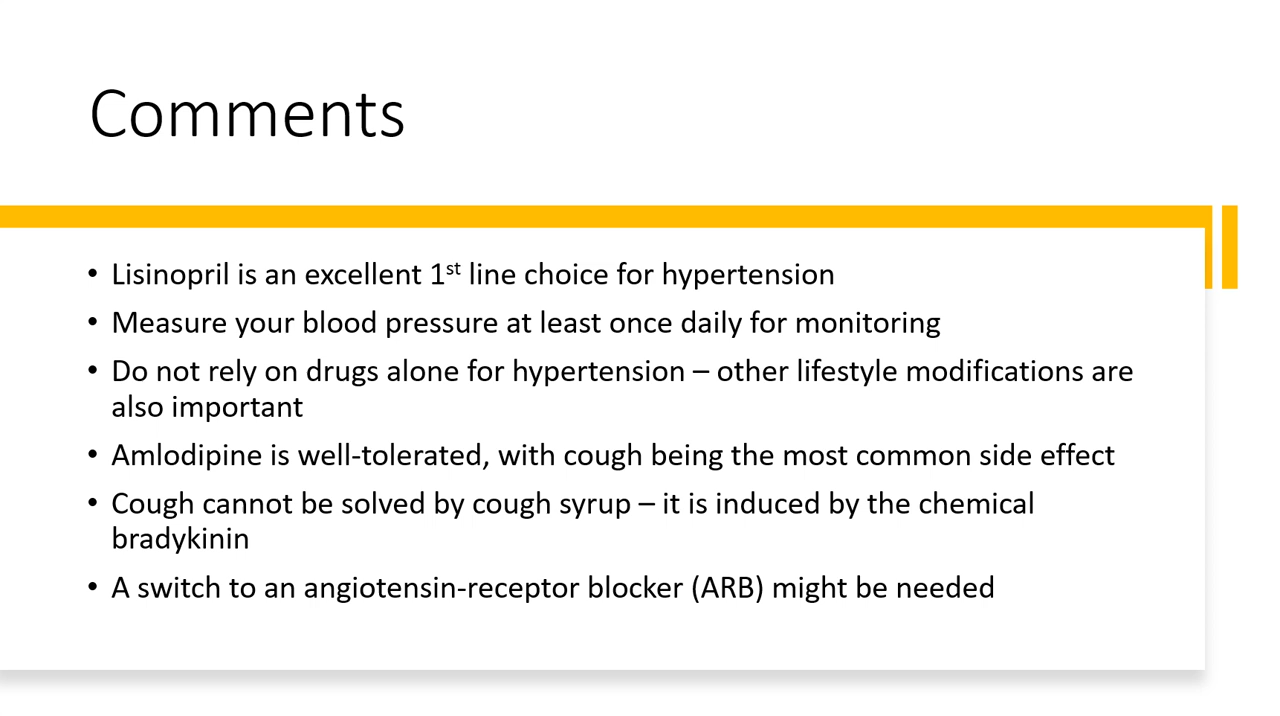 Comments
• Lisinopril is an excellent 1st line choice for hypertension
• Measure your blood pressure at least once daily for monitoring
• Do not rely on drugs alone for hypertension – other lifestyle modifications are
also important
• Amlodipine is well-tolerated, with cough being the most common side effect
• Cough cannot be solved by cough syrup – it is induced by the chemical
bradykinin
• A switch to an angiotensin-receptor blocker (ARB) might be needed